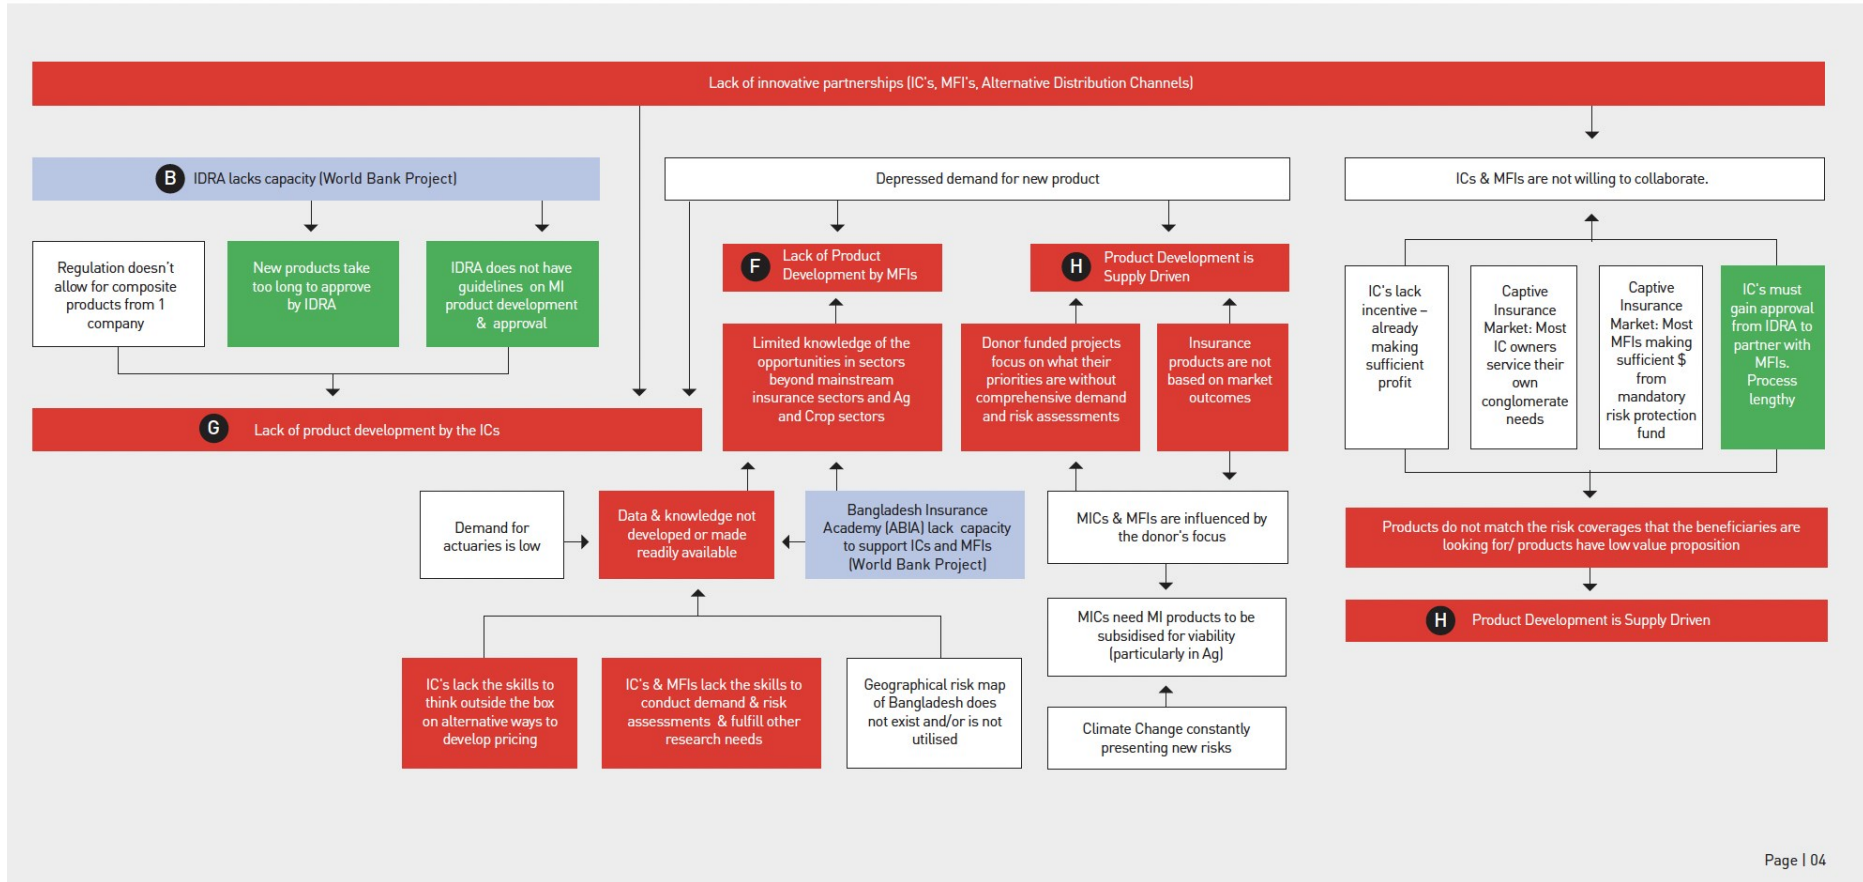 Lack of innovative partnerships (IC's, MFI's, Alternative Distribution Channels)
B
IDRA lacks capacity (World Bank Project)
Depressed demand for new product
ICs & MFIs are not willing to collaborate.
Regulation doesn't
allow for composite
products from 1
company
New products take
too long to approve
by IDRA
IDRA does not have
guidelines on MI
product development
& approval
F
Lack of Product
Development by MFIs
H
Product Development is
Supply Driven
IC's lack
incentive –
already
making
sufficient
profit
Captive
Insurance
Market: Most
IC owners
service their
own
conglomerate
needs
Captive
Insurance
Market: Most
MFIs making
sufficient $
from
mandatory
risk protection
fund
IC's must
gain approval
from IDRA to
partner with
MFIs.
Process
lengthy
Limited knowledge of the
opportunities in sectors
beyond mainstream
insurance sectors and Ag
and Crop sectors
Donor funded projects
focus on what their
priorities are without
comprehensive demand
and risk assessments
Insurance
products are not
based on market
outcomes
G
Lack of product development by the ICs
Demand for
actuaries is low
Data & knowledge not
developed or made
readily available
Bangladesh Insurance
Academy (ABIA) lack capacity
to support ICs and MFIs
(World Bank Project)
MICs & MFIs are influenced by
the donor's focus
Products do not match the risk coverages that the beneficiaries are
looking for/ products have low value proposition
MICs need MI products to be
subsidised for viability
(particularly in Ag)
H
Product Development is Supply Driven
IC's lack the skills to
think outside the box
on alternative ways to
develop pricing
IC's & MFIs lack the skills to
conduct demand & risk
assessments & fulfill other
research needs
Geographical risk map
of Bangladesh does
not exist and/or is not
utilised
Climate Change constantly
presenting new risks
Page | 04